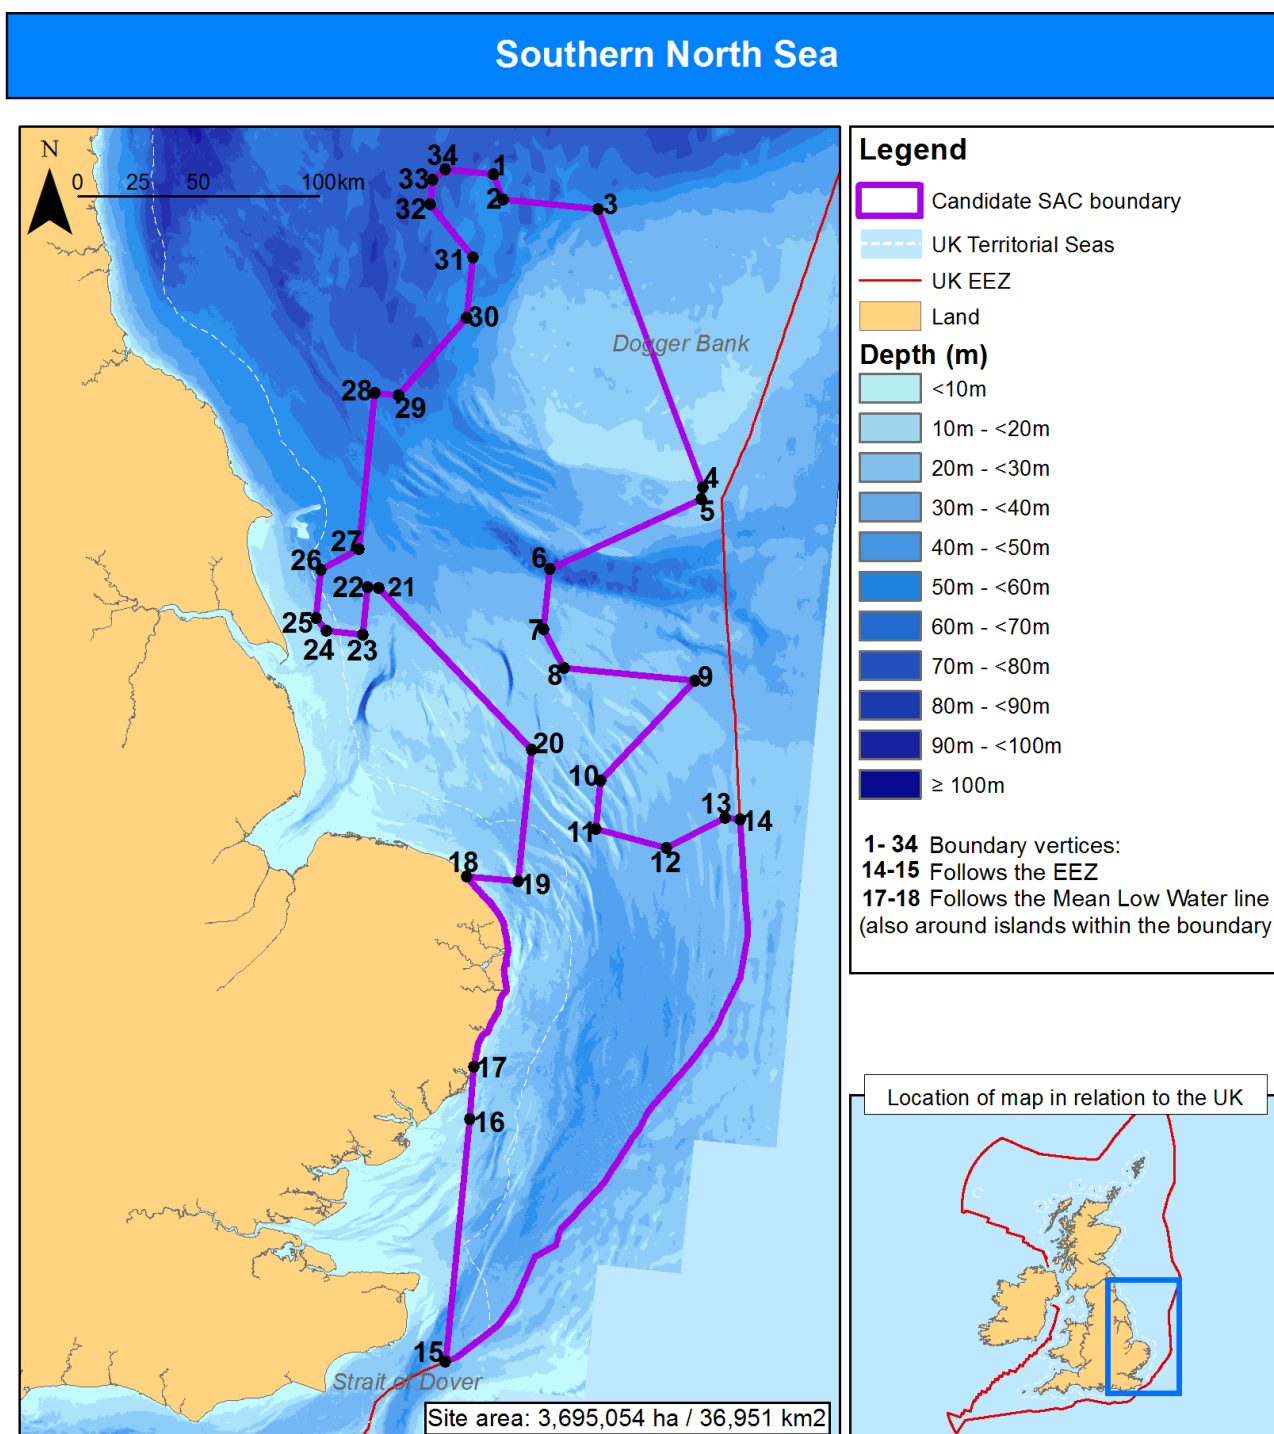 Southern North Sea
N
0 25 50 100km
34
1
33
2
3
32
31
30
Dogger Bank
28
29
4
5
27
6
26
22
21
25
7
24
23
8
9
20
10
13
14
11
12
18
19
17
16
15
Strait of Dover
Site area: 3,695,054 ha / 36,951 km2
Legend
Candidate SAC boundary
UK Territorial Seas
UK EEZ
Land
Depth (m)
<10m
10m - <20m
20m - <30m
30m - <40m
40m - <50m
50m - <60m
60m - <70m
70m - <80m
80m - <90m
90m - <100m
≥ 100m
1- 34 Boundary vertices:
14-15 Follows the EEZ
17-18 Follows the Mean Low Water line
(also around islands within the boundary
Location of map in relation to the UK